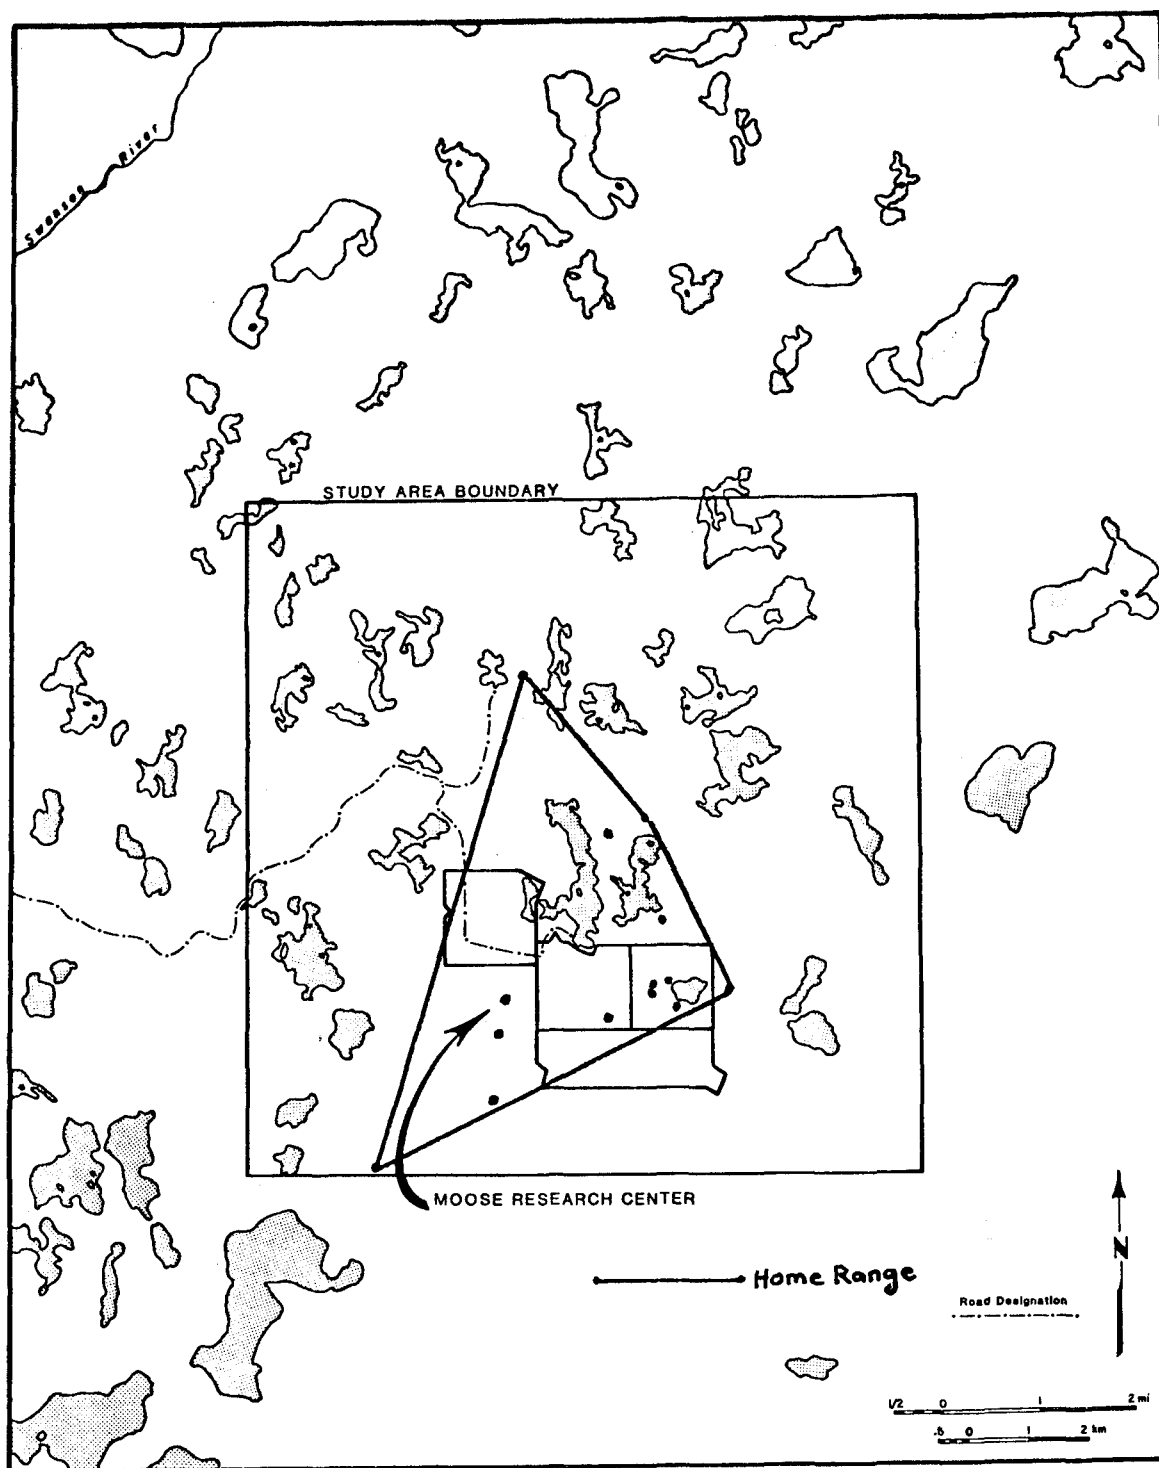 Swanson River
STUDY AREA BOUNDARY
MOOSE RESEARCH CENTER
Home Range
N
Road Designation
1/2 0 1 2 mi
.5 0 1 2 km